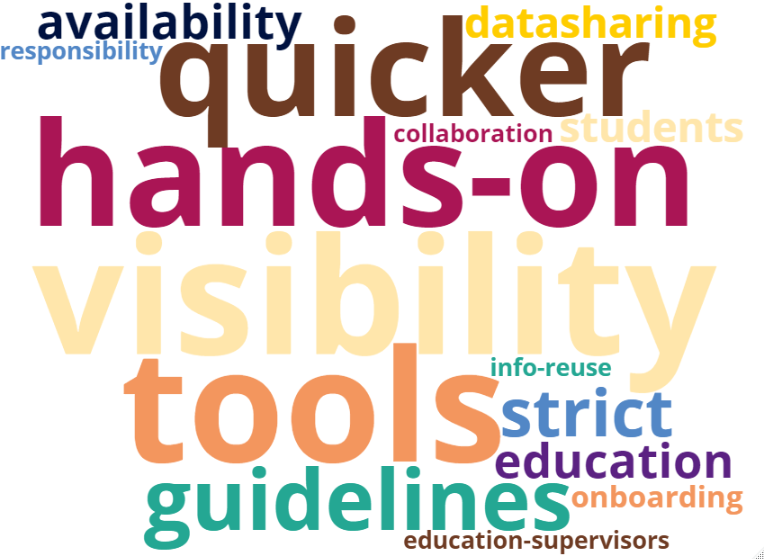 availability
datasharing
responsibility
quicker
collaboration
students
hands-on
visibility
tools
info-reuse
strict
education
guidelines
onboarding
education-supervisors